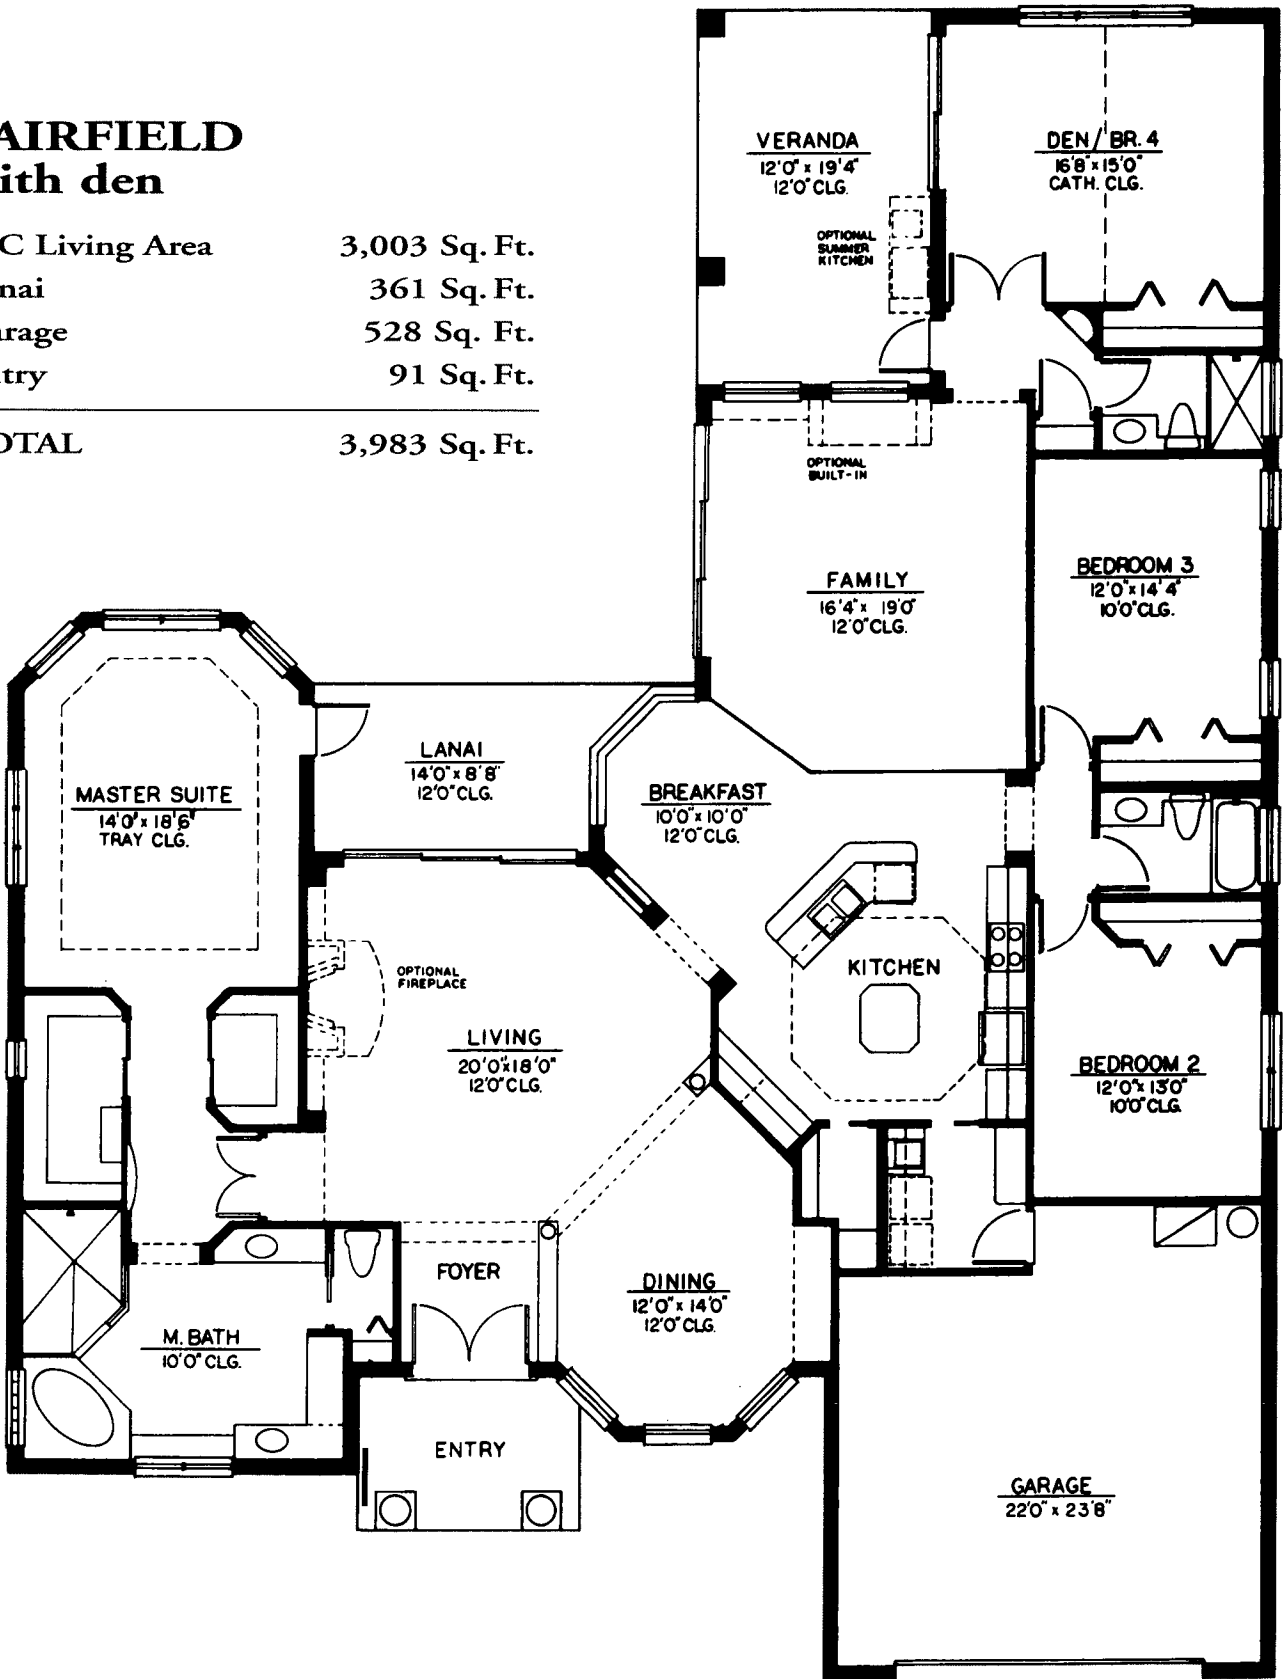 AIRFIELD
ith den
C Living Area 3,003 Sq. Ft.
nai 361 Sq. Ft.
arage 528 Sq. Ft.
try 91 Sq. Ft.
OTAL 3,983 Sq. Ft.
VERANDA
12'0" x 19'4"
12'0" CLG.
OPTIONAL
SUMMER
KITCHEN
DEN/ BR. 4
16'8" x 15'0"
CATH. CLG.
OPTIONAL
BUILT-IN
FAMILY
16'4" x 19'0"
12'0" CLG.
BEDROOM 3
12'0" x 14'4"
10'0" CLG.
MASTER SUITE
14'0" x 18'6"
TRAY CLG.
LANAI
14'0" x 8'8"
12'0" CLG.
BREAKFAST
10'0" x 10'0"
12'0" CLG.
OPTIONAL
FIREPLACE
KITCHEN
LIVING
20'0" x 18'0"
12'0" CLG.
BEDROOM 2
12'0" x 13'0"
10'0" CLG.
FOYER
DINING
12'0" x 14'0"
12'0" CLG.
M. BATH
10'0" CLG.
ENTRY
GARAGE
22'0" x 23'8"